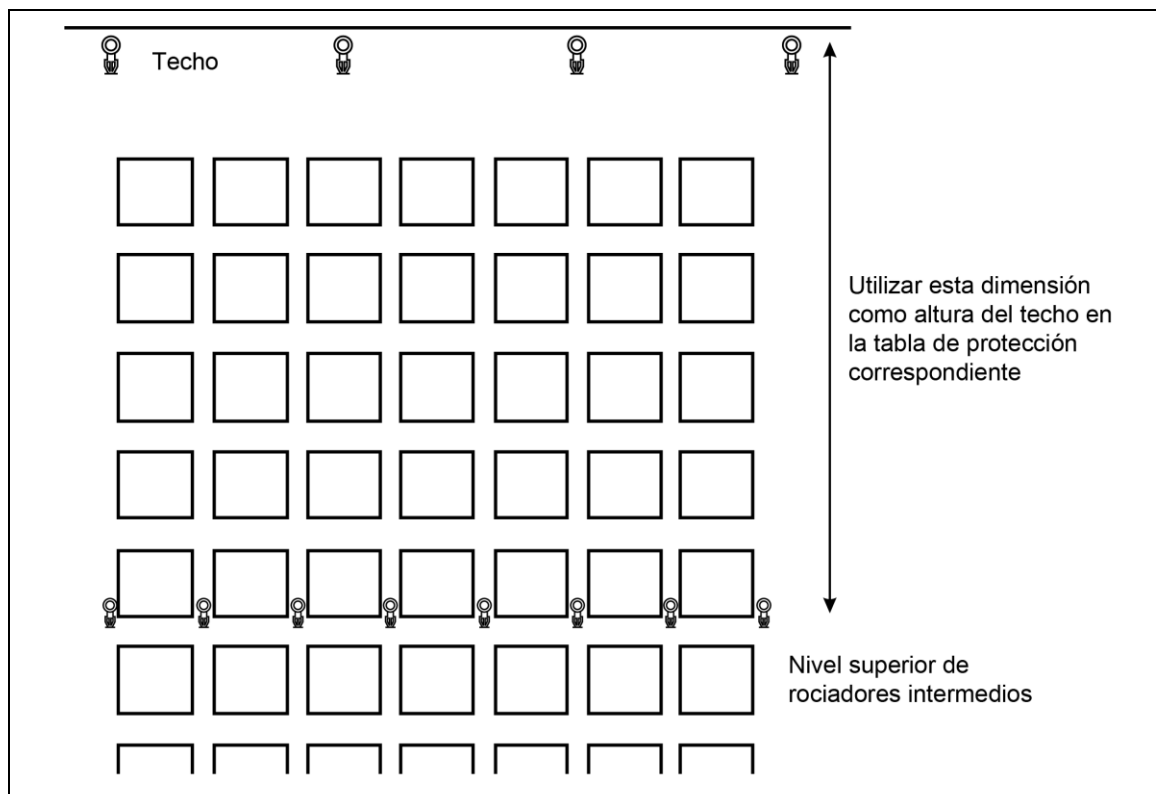 Techo
Utilizar esta dimensión
como altura del techo en
la tabla de protección
correspondiente
Nivel superior de
rociadores intermedios